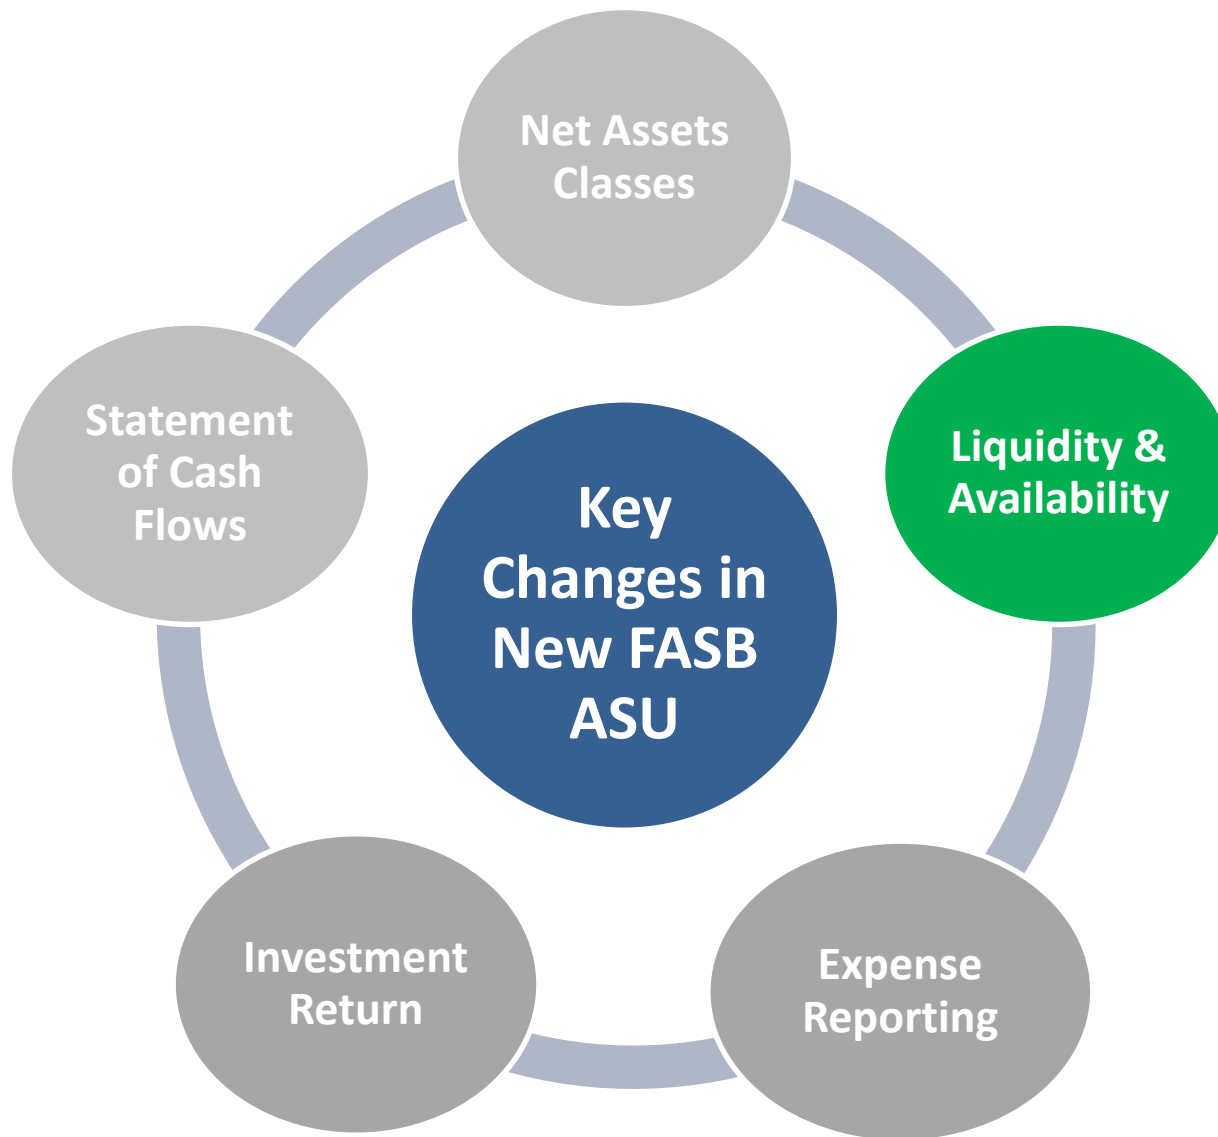 Net Assets
Classes
Liquidity &
Availability
Expense
Reporting
Investment
Return
Statement
of Cash
Flows
Key
Changes in
New FASB
ASU